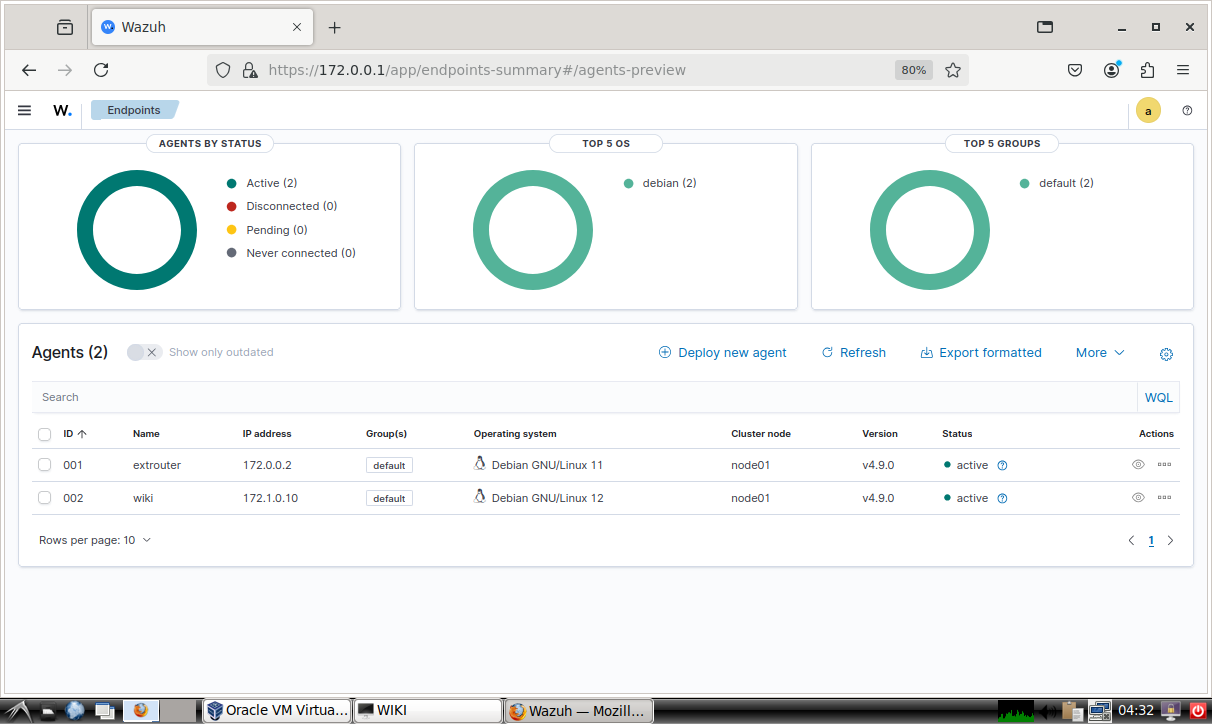 Wazuh
https://172.0.0.1/app/endpoints-summary#/agents-preview
80%
W.
Endpoints
a
AGENTS BY STATUS
Active (2)
Disconnected (0)
Pending (0)
Never connected (0)
TOP 5 OS
debian (2)
TOP 5 GROUPS
default (2)
Agents (2)
Show only outdated
Deploy new agent
Refresh
Export formatted
More
Search
WQL
ID Name IP address Group(s) Operating system Cluster node Version Status Actions
001 extrouter 172.0.0.2 default Debian GNU/Linux 11 node01 v4.9.0 active
002 wiki 172.1.0.10 default Debian GNU/Linux 12 node01 v4.9.0 active
Rows per page: 10
1
Oracle VM Virtua...
WIKI
Wazuh — Mozill...
04:32